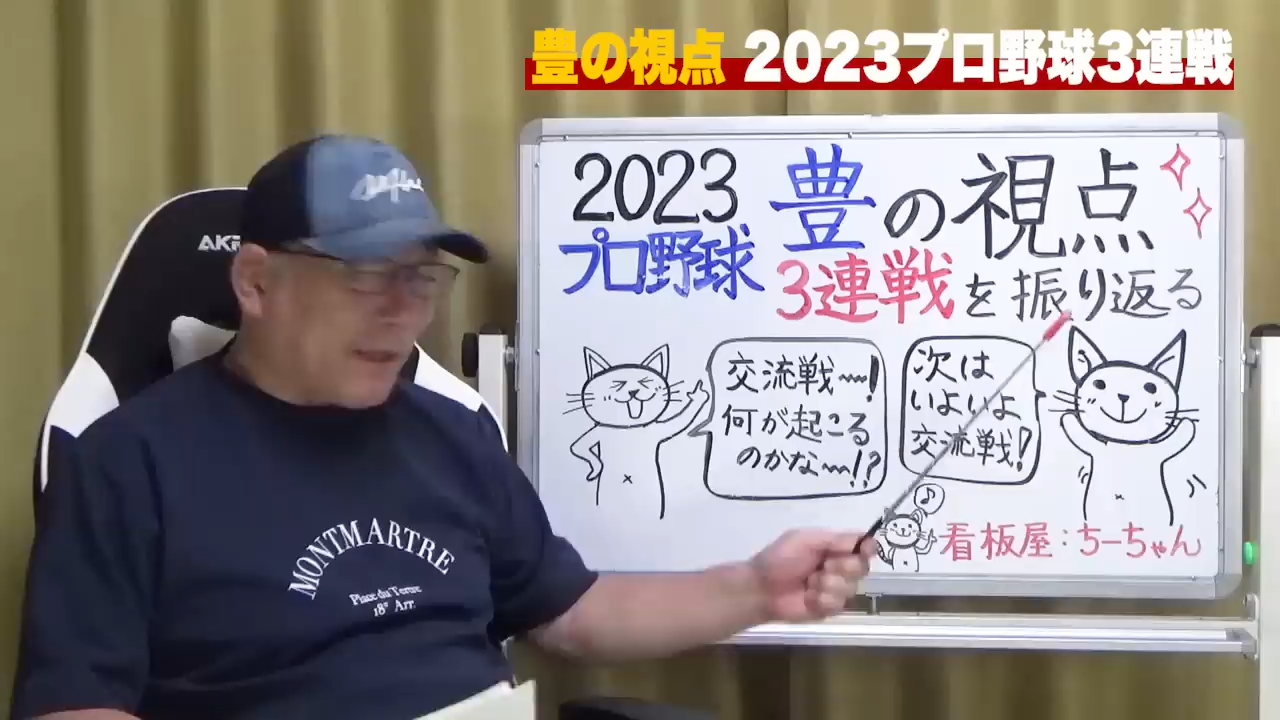 豊の視点 2023プロ野球3連戦
2023 豊の視点
プロ野球 3連戦を振り返る
交流戦〜〜!
何が起こる
のかな〜〜!?
次は
いよいよ
交流戦!
看板屋:ちーちゃん
MONTMARTRE
Place du Tertre
18e Arr.